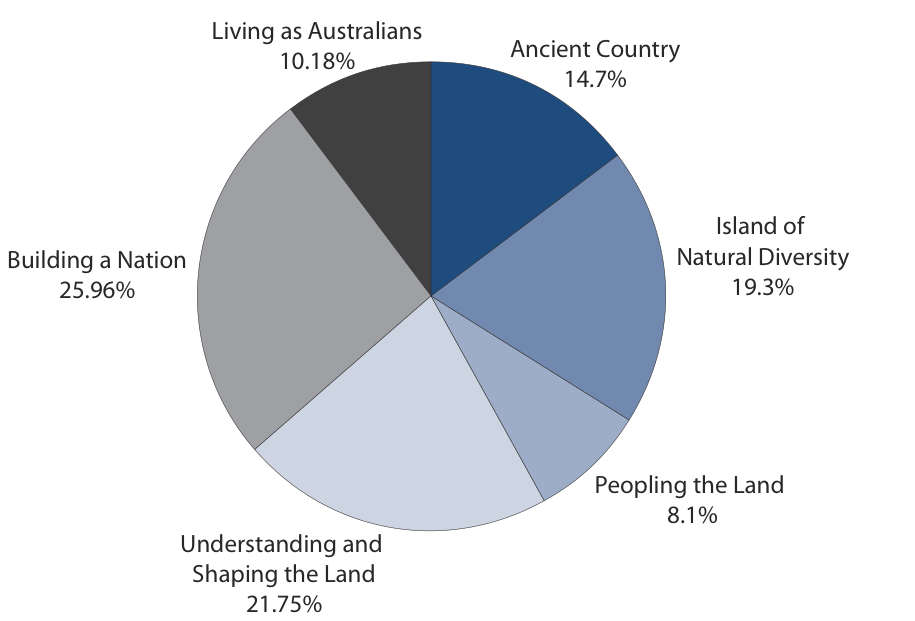 Living as Australians
10.18%
Ancient Country
14.7%
Island of
Natural Diversity
19.3%
Building a Nation
25.96%
Peopling the Land
8.1%
Understanding and
Shaping the Land
21.75%